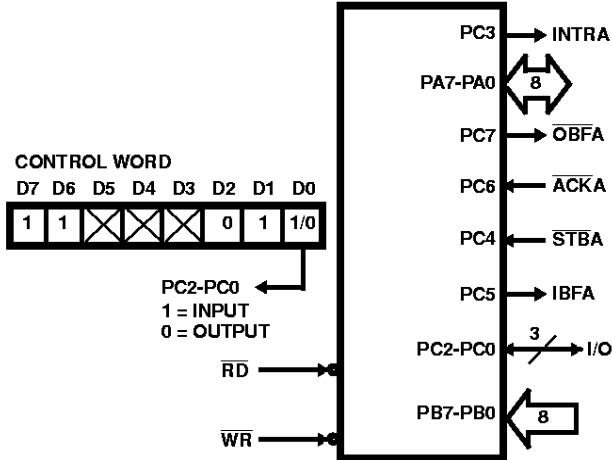 PC3 INTRA
PA7-PA0 8
PC7 OBFA
CONTROL WORD
D7 D6 D5 D4 D3 D2 D1 D0
1 1 0 1 1/0
PC6 ACKA
PC4 STBA
PC2-PC0
1 = INPUT
0 = OUTPUT
PC5 IBFA
PC2-PC0 3 I/O
RD
PB7-PB0 8
WR